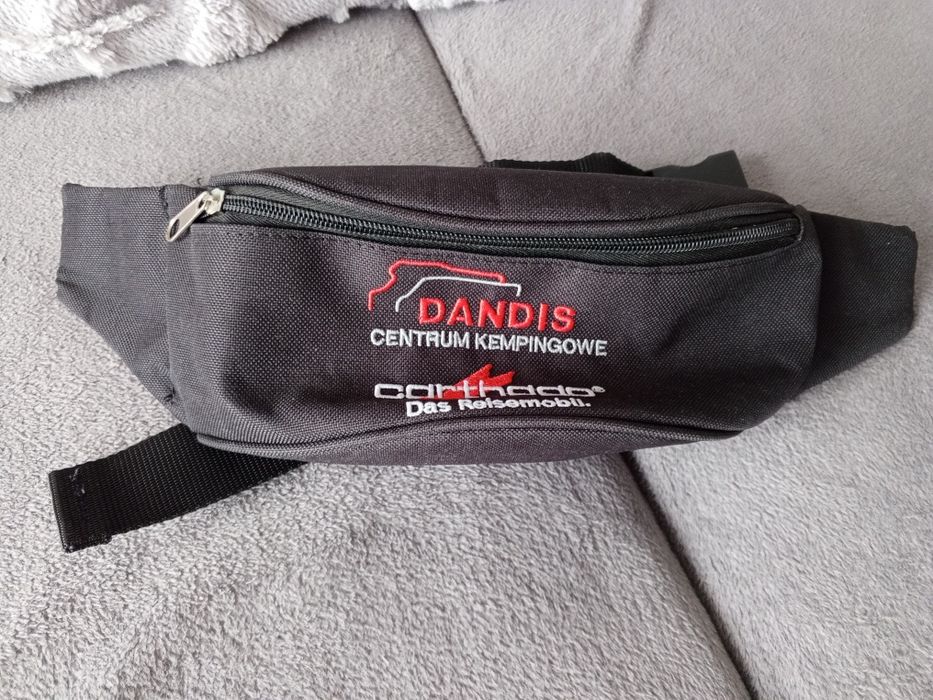 DANDIS
CENTRUM KEMPINGOWE
carthago®
Das Reisemobil.